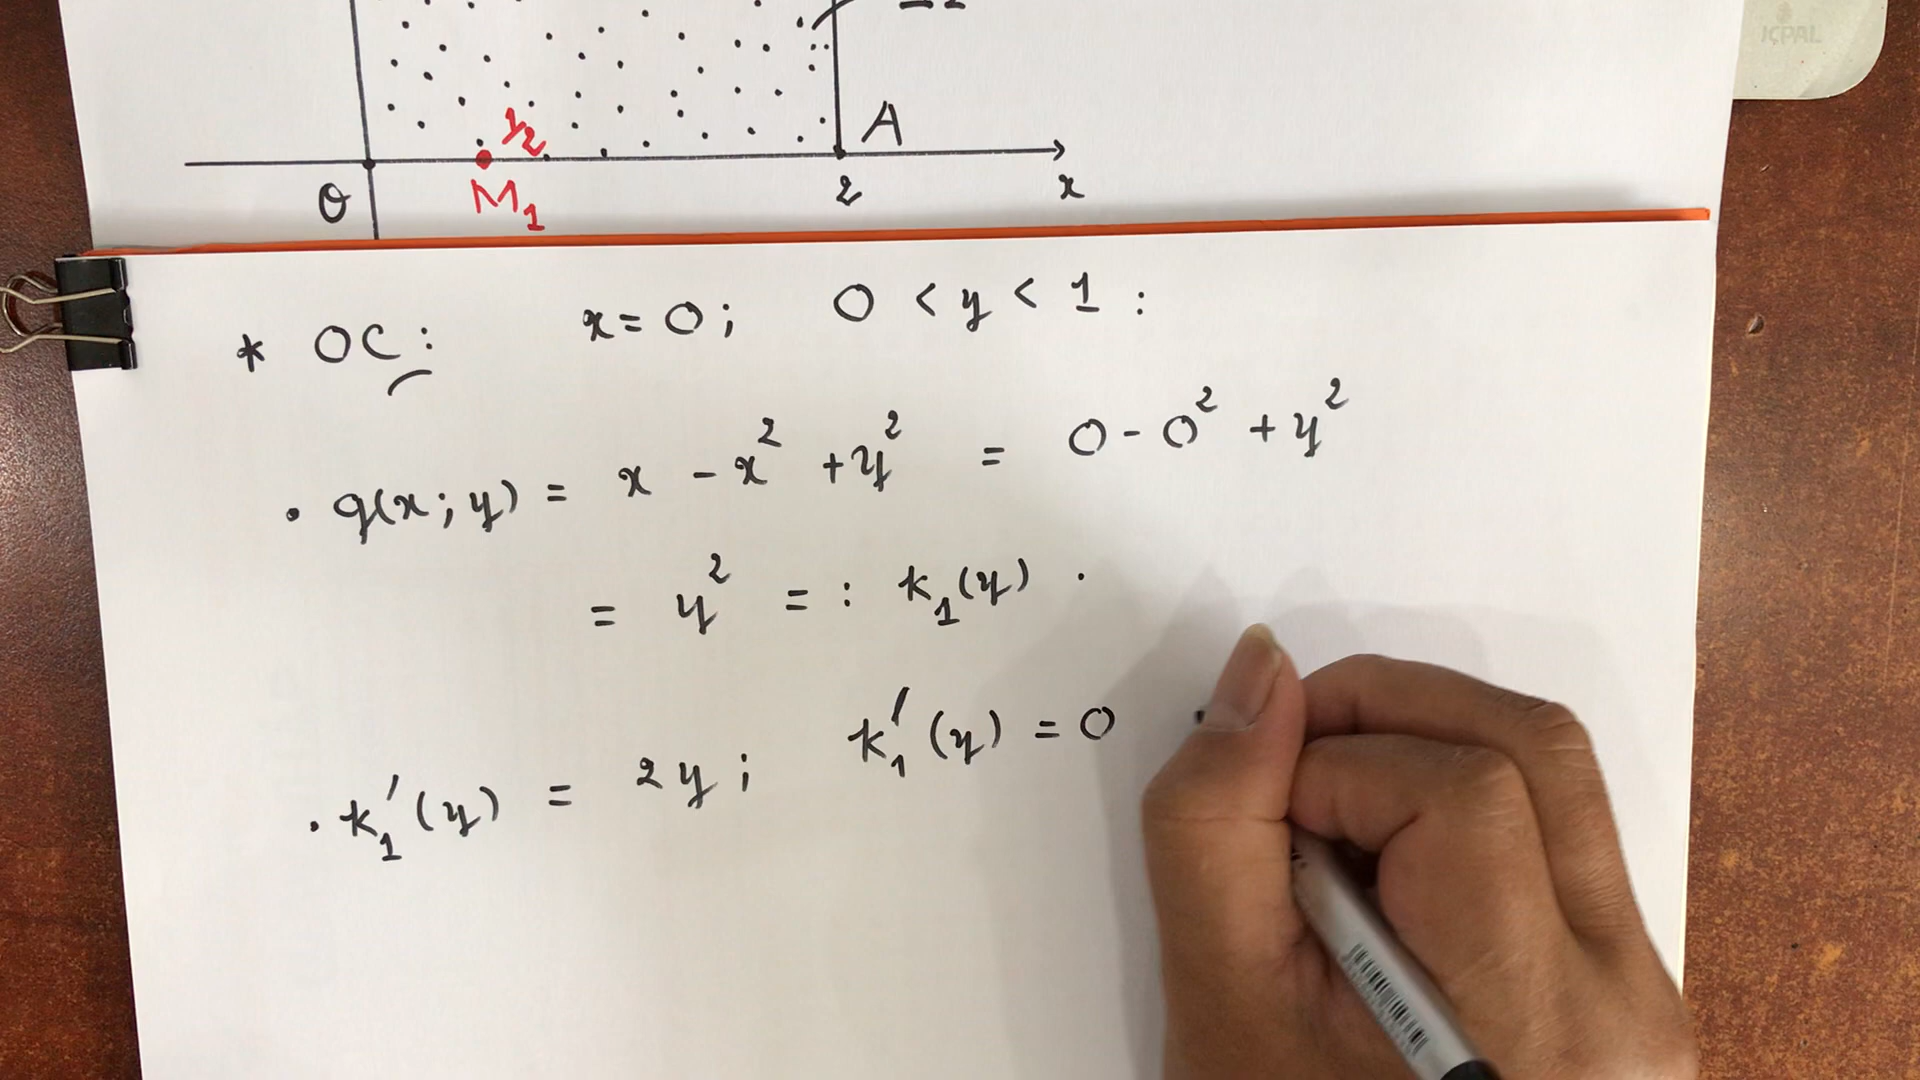 A
1/2
O M₁ 2 x
* OC: x = 0; 0 < y < 1 :
• g(x; y) = x - x² + y² = 0 - 0² + y²
= y² = : k₁(y) .
• k₁'(y) = 2y; k₁'(y) = 0